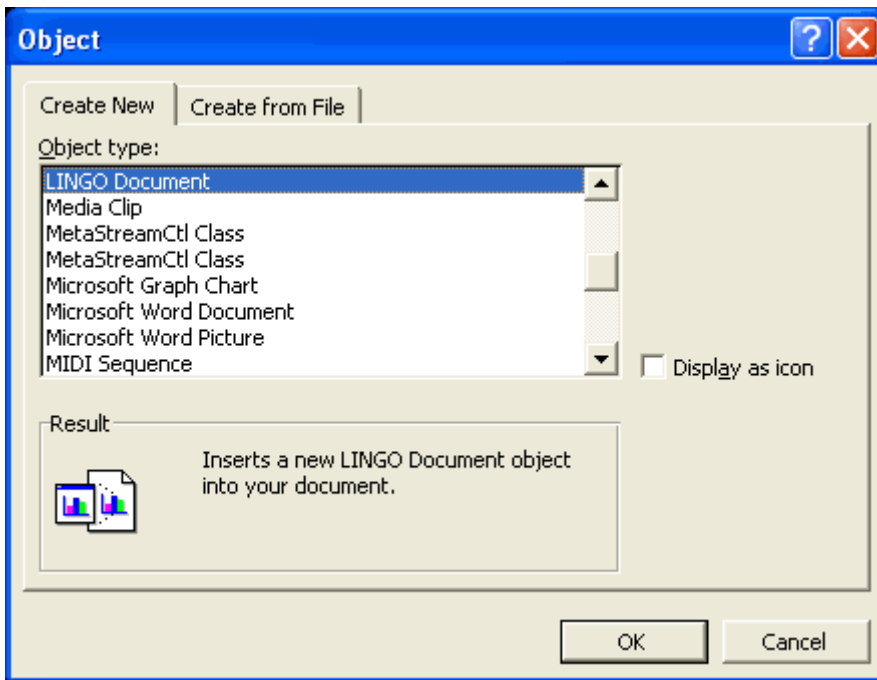 Object
Create New
Create from File
Object type:
LINGO Document
Media Clip
MetaStreamCtl Class
MetaStreamCtl Class
Microsoft Graph Chart
Microsoft Word Document
Microsoft Word Picture
MIDI Sequence
Display as icon
Result
Inserts a new LINGO Document object
into your document.
OK
Cancel